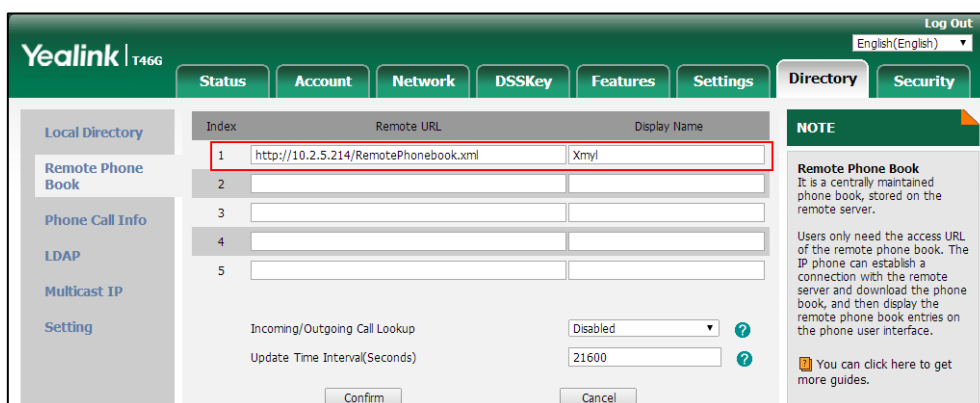 Log Out
English(English)
Yealink | T46G
Status Account Network DSSKey Features Settings Directory Security
Local Directory
Remote Phone
Book
Phone Call Info
LDAP
Multicast IP
Setting
Index Remote URL Display Name
1 http://10.2.5.214/RemotePhonebook.xml Xmyl
2
3
4
5
Incoming/Outgoing Call Lookup Disabled ?
Update Time Interval(Seconds) 21600 ?
Confirm Cancel
NOTE
Remote Phone Book
It is a centrally maintained
phone book, stored on the
remote server.
Users only need the access URL
of the remote phone book. The
IP phone can establish a
connection with the remote
server and download the phone
book, and then display the
remote phone book entries on
the phone user interface.
? You can click here to get
more guides.